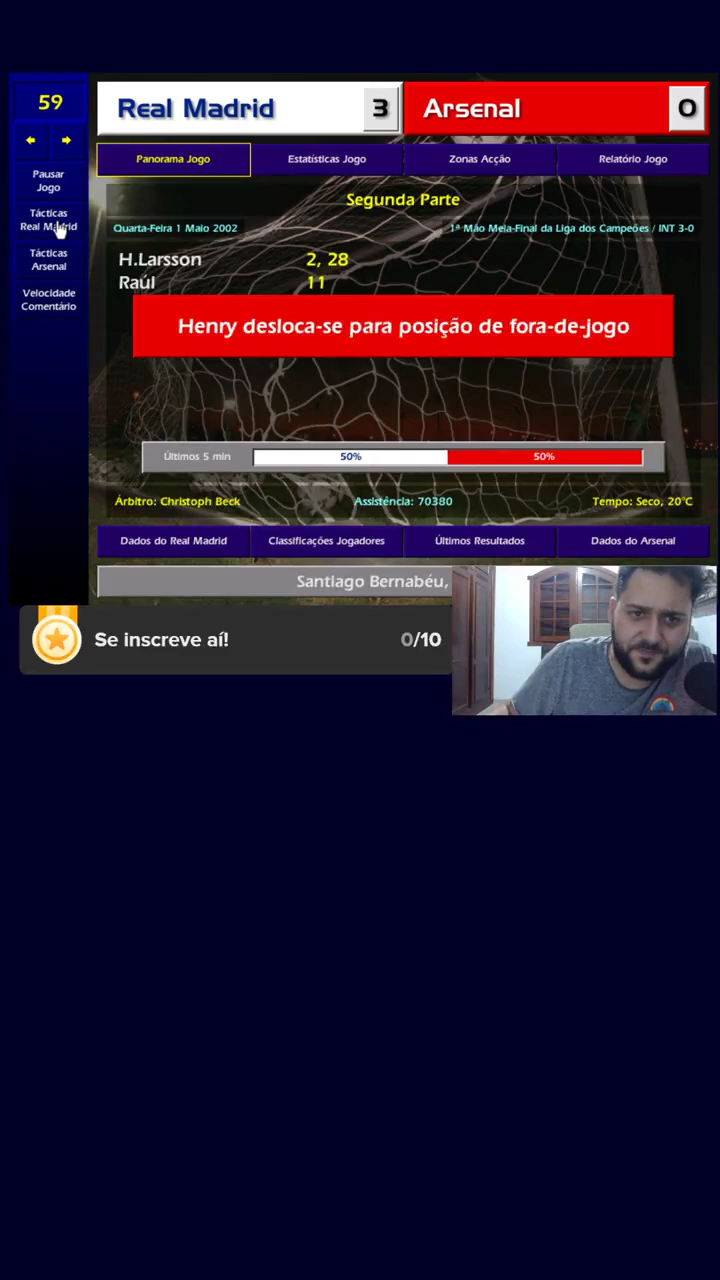 59
Real Madrid 3 Arsenal 0
Panorama Jogo Estatísticas Jogo Zonas Acção Relatório Jogo
Pausar
Jogo
Tácticas
Real Madrid
Tácticas
Arsenal
Velocidade
Comentário
Segunda Parte
Quarta-Feira 1 Maio 2002 1ª Mão Meia-Final da Liga dos Campeões / INT 3-0
H.Larsson 2, 28
Raúl 11
Henry desloca-se para posição de fora-de-jogo
Últimos 5 min 50% 50%
Árbitro: Christoph Beck Assistência: 70380 Tempo: Seco, 20°C
Dados do Real Madrid Classificações Jogadores Últimos Resultados Dados do Arsenal
Santiago Bernabéu,
Se inscreve aí! 0/10